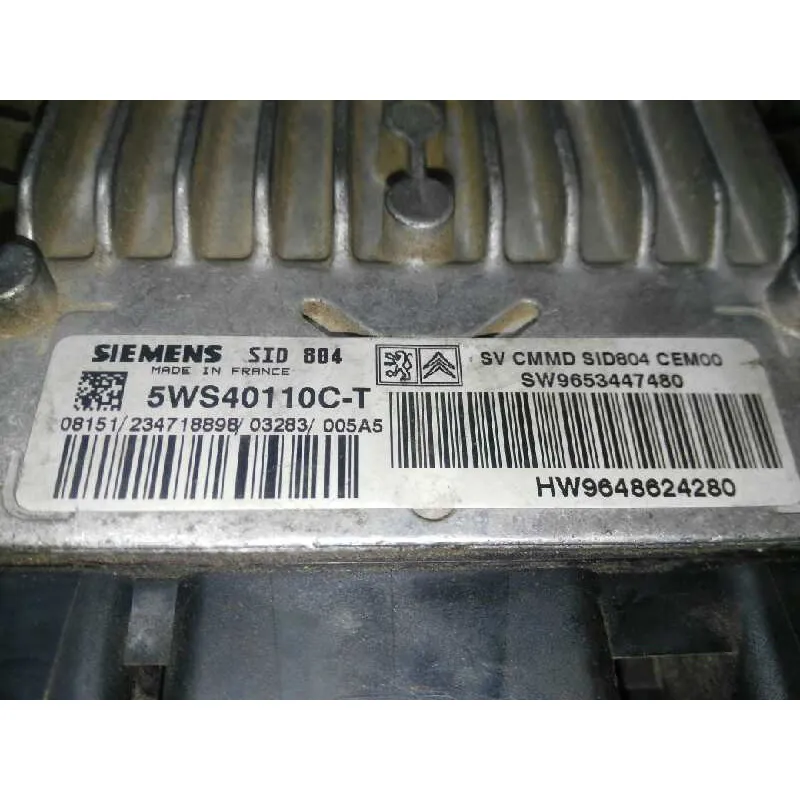 SIEMENS SID 804
MADE IN FRANCE
5WS40110C-T
08151/234718898/03283/005A5
SV CMMD SID804 CEM00
SW9653447480
HW9648624280